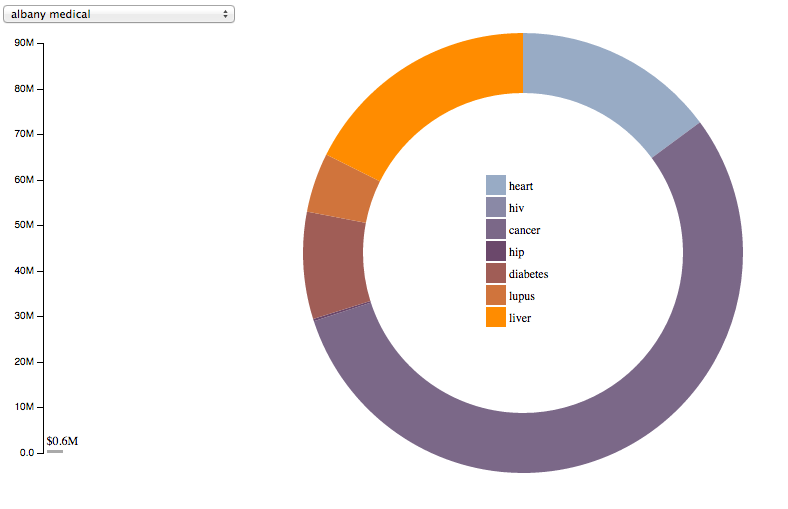 albany medical
90M
80M
70M
60M
50M
40M
30M
20M
10M
0.0
$0.6M
heart
hiv
cancer
hip
diabetes
lupus
liver